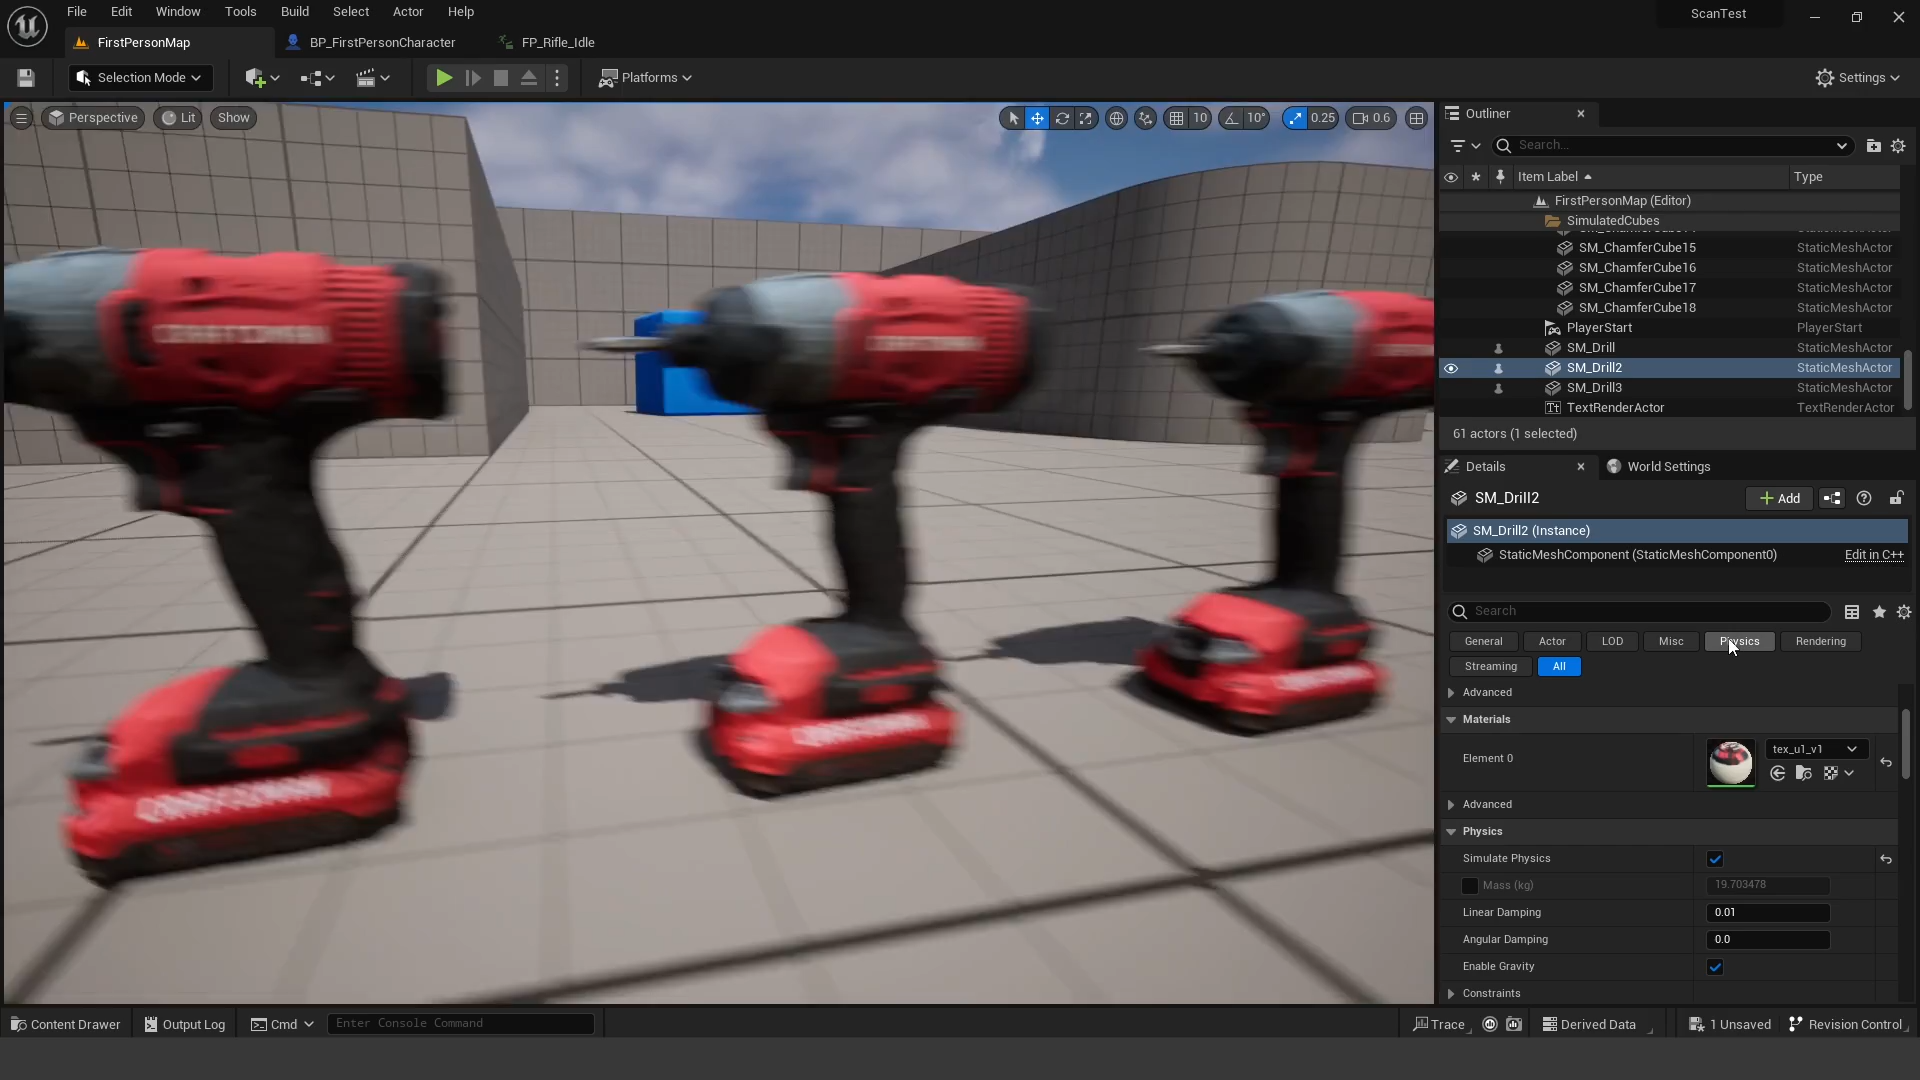 File Edit Window Tools Build Select Actor Help
ScanTest
FirstPersonMap BP_FirstPersonCharacter FP_Rifle_Idle
Selection Mode Platforms Settings
Perspective Lit Show 10 10° 0.25 0.6
Outliner
Search...
Item Label Type
FirstPersonMap (Editor)
SimulatedCubes
SM_ChamferCube15 StaticMeshActor
SM_ChamferCube16 StaticMeshActor
SM_ChamferCube17 StaticMeshActor
SM_ChamferCube18 StaticMeshActor
PlayerStart PlayerStart
SM_Drill StaticMeshActor
SM_Drill2 StaticMeshActor
SM_Drill3 StaticMeshActor
TextRenderActor TextRenderActor
61 actors (1 selected)
Details World Settings
SM_Drill2 Add
SM_Drill2 (Instance)
StaticMeshComponent (StaticMeshComponent0) Edit in C++
Search
General Actor LOD Misc Physics Rendering
Streaming All
Advanced
Materials
Element 0 tex_u1_v1
Advanced
Physics
Simulate Physics
Mass (kg) 19.703478
Linear Damping 0.01
Angular Damping 0.0
Enable Gravity
Constraints
Content Drawer Output Log Cmd Enter Console Command Trace Derived Data 1 Unsaved Revision Control